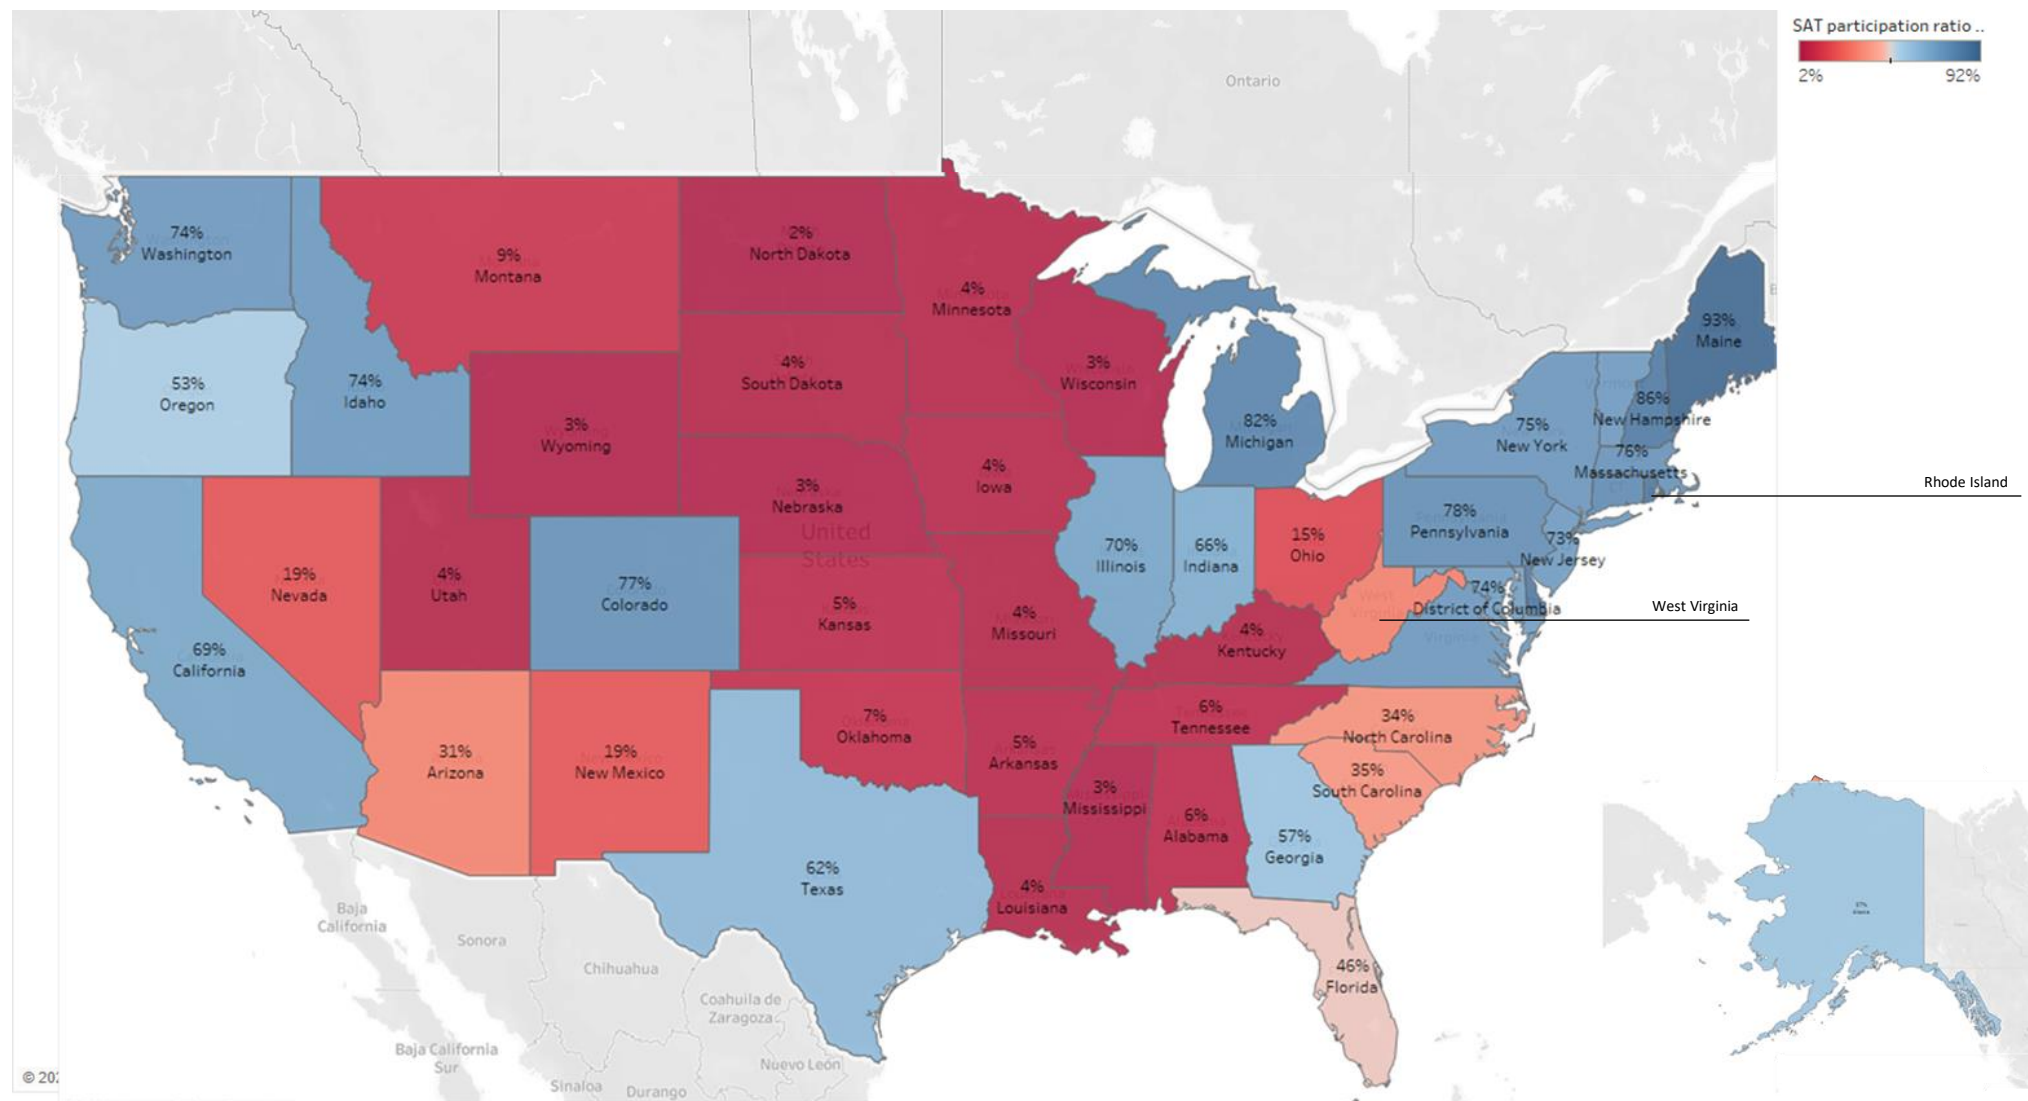 SAT participation ratio ..
2%
92%
Ontario
74%
Washington
9%
Montana
2%
North Dakota
4%
Minnesota
93%
Maine
53%
Oregon
74%
Idaho
4%
South Dakota
3%
Wisconsin
3%
Wyoming
82%
Michigan
Vermont
86%
New Hampshire
75%
New York
76%
Massachusetts
Rhode Island
4%
Iowa
3%
Nebraska
United
States
70%
Illinois
66%
Indiana
15%
Ohio
78%
Pennsylvania
73%
New Jersey
19%
Nevada
4%
Utah
77%
Colorado
5%
Kansas
4%
Missouri
4%
Kentucky
West
Virginia
74%
District of Columbia
West Virginia
Virginia
69%
California
31%
Arizona
19%
New Mexico
7%
Oklahoma
5%
Arkansas
6%
Tennessee
34%
North Carolina
35%
South Carolina
3%
Mississippi
6%
Alabama
57%
Georgia
62%
Texas
4%
Louisiana
46%
Florida
Baja
California
Sonora
Chihuahua
Coahuila de
Zaragoza
Baja California
Sur
Nuevo León
Sinaloa
Durango
© 202